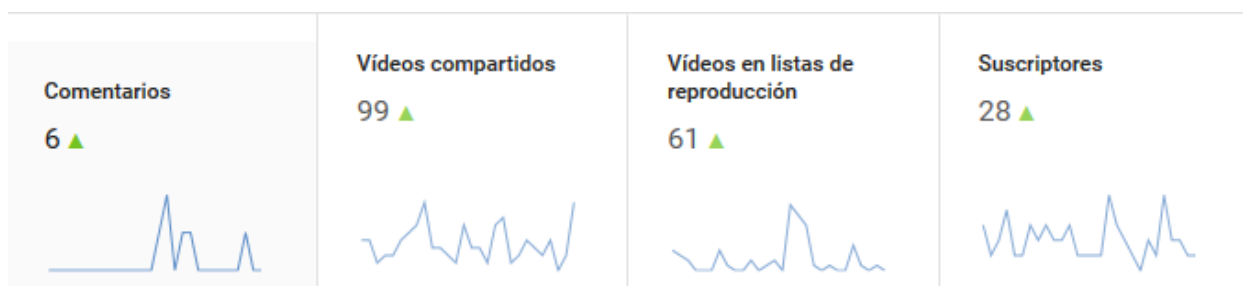 Comentarios
6
Vídeos compartidos
99
Vídeos en listas de
reproducción
61
Suscriptores
28